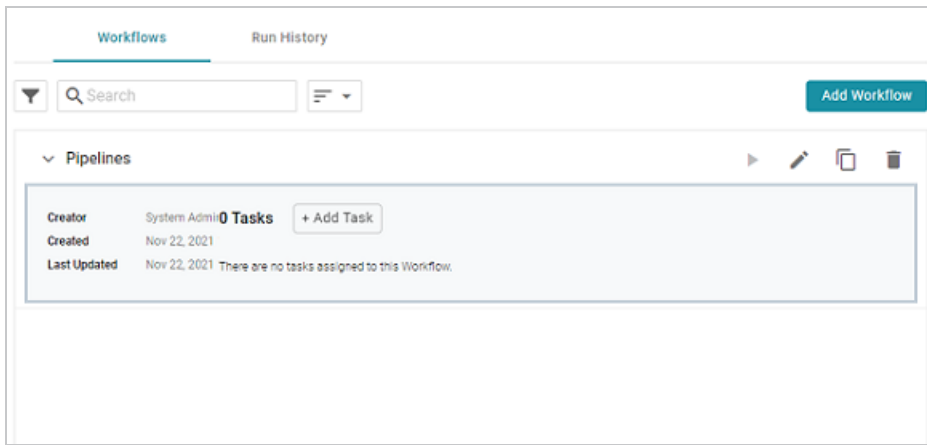 Workflows Run History
Search
Add Workflow
Pipelines
Creator System Admi 0 Tasks + Add Task
Created Nov 22, 2021
Last Updated Nov 22, 2021 There are no tasks assigned to this Workflow.